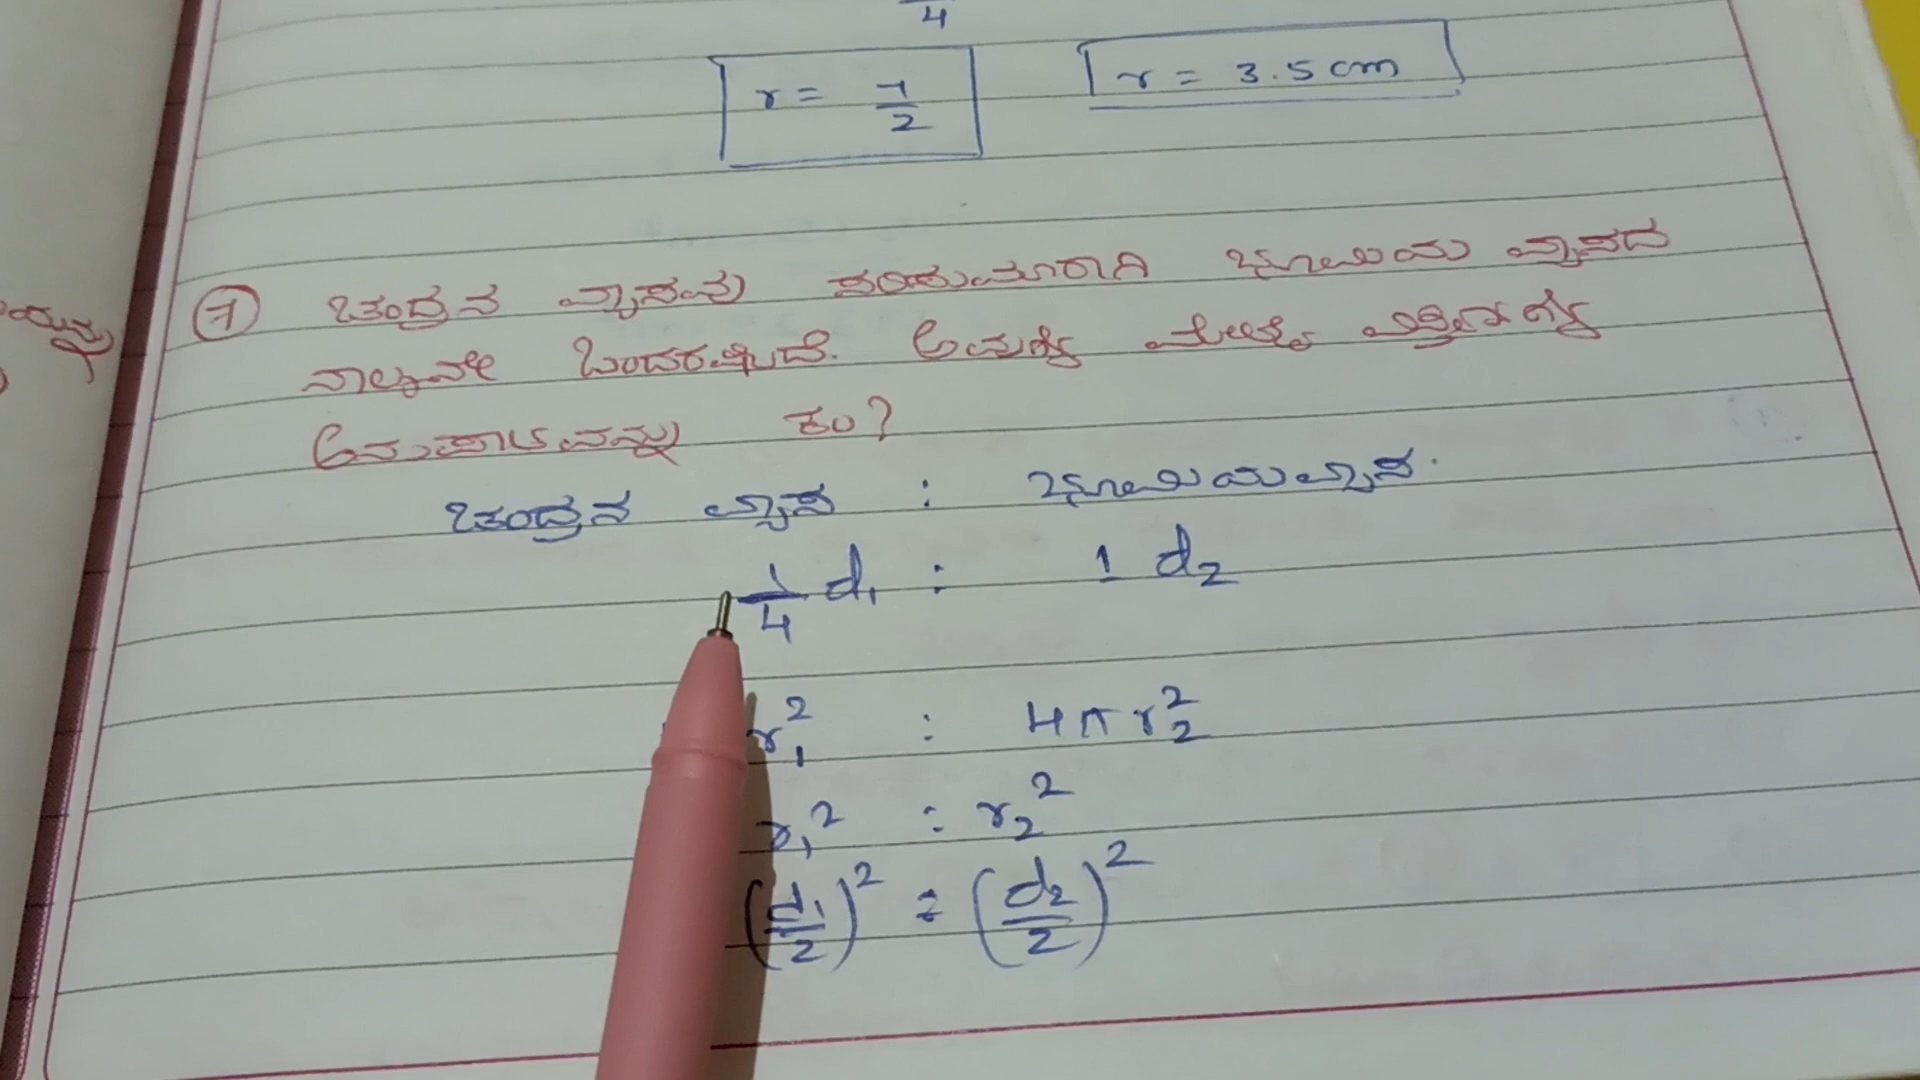 4
r = 7/2
r = 3.5 cm
7 ಚಂದ್ರನ ವ್ಯಾಸವು ಸರಿಸುಮಾರಾಗಿ ಭೂಮಿಯ ವ್ಯಾಸದ
ನಾಲ್ಕನೇ ಒಂದರಷ್ಟಿದೆ. ಅವುಗಳ ಮೇಲ್ಮೈ ವಿಸ್ತೀರ್ಣಗಳ
ಅನುಪಾತವನ್ನು ಕಂ?
ಚಂದ್ರನ ವ್ಯಾಸ : ಭೂಮಿಯ ವ್ಯಾಸ.
1/4 d₁ : 1 d₂
r₁² : 4πr₂²
r₁² : r₂²
(d₁/2)² : (d₂/2)²